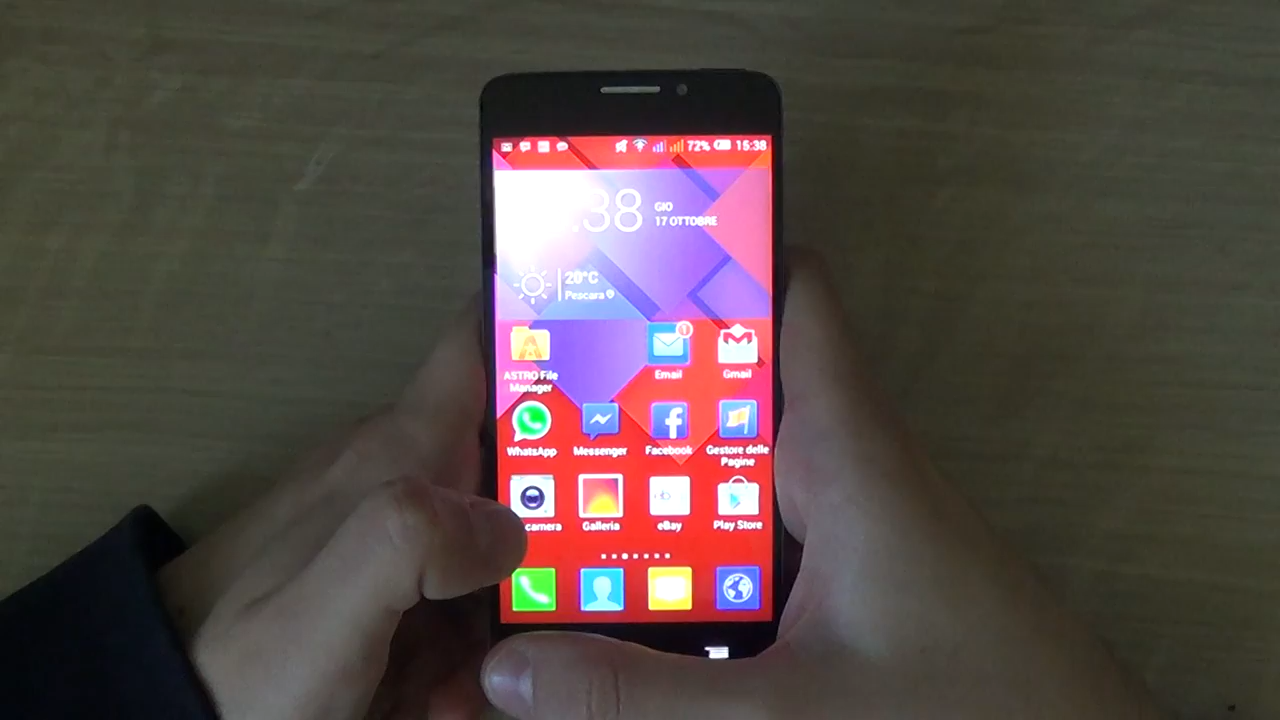 72% 15:38
:38
GIO
17 OTTOBRE
20°C
Pescara
1
ASTRO File
Manager
Email
Gmail
WhatsApp
Messenger
Facebook
Gestore delle
Pagine
camera
Galleria
eBay
Play Store